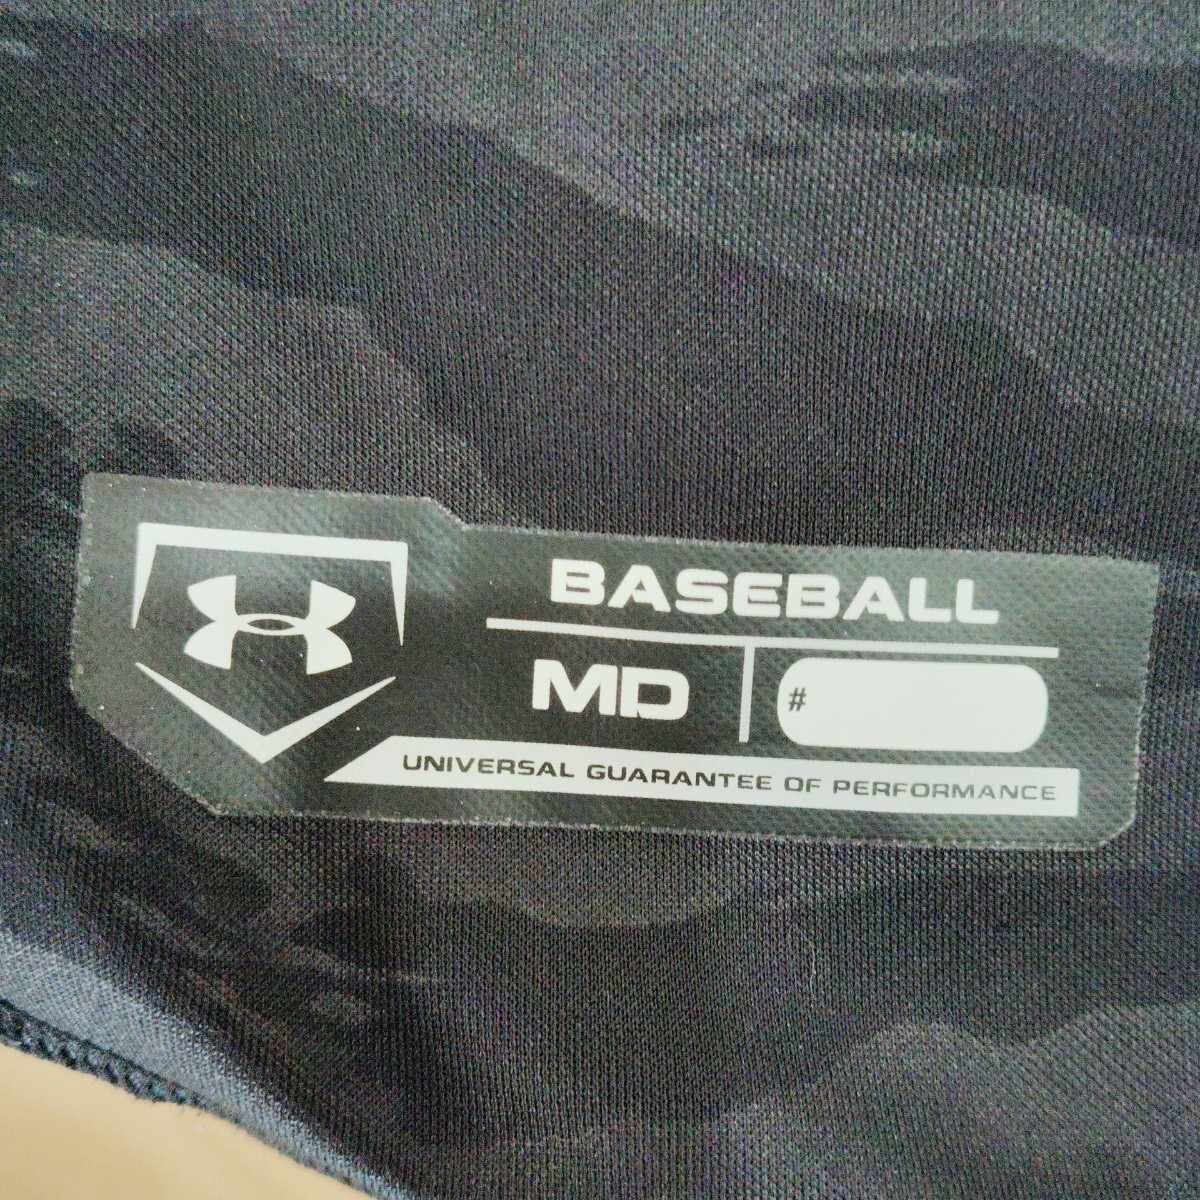 BASEBALL
MD
#
UNIVERSAL GUARANTEE OF PERFORMANCE